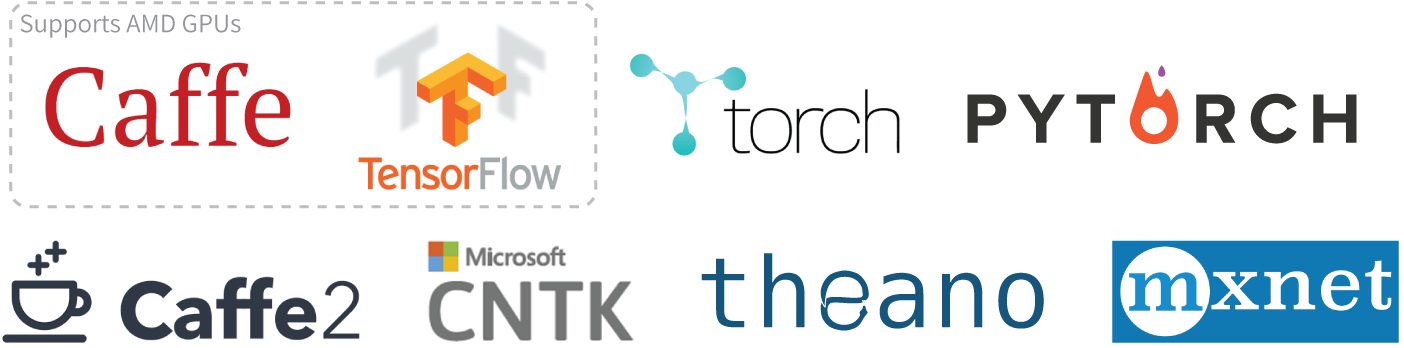 Supports AMD GPUs
Caffe
TensorFlow
torch
PYTORCH
Caffe2
Microsoft
CNTK
theano
mxnet